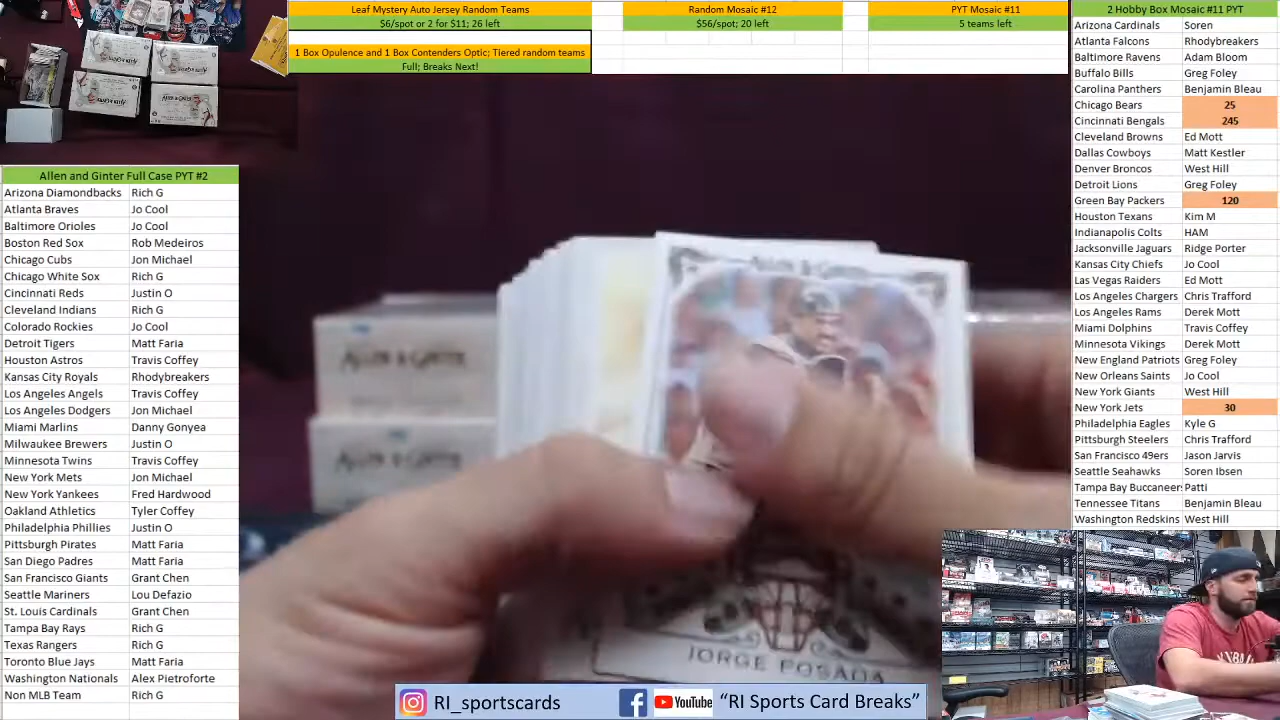 Leaf Mystery Auto Jersey Random Teams
$6/spot or 2 for $11; 26 left
1 Box Opulence and 1 Box Contenders Optic; Tiered random teams
Full; Breaks Next!
Random Mosaic #12
$56/spot; 20 left
PYT Mosaic #11
5 teams left
2 Hobby Box Mosaic #11 PYT
Arizona Cardinals Soren
Atlanta Falcons Rhodybreakers
Baltimore Ravens Adam Bloom
Buffalo Bills Greg Foley
Carolina Panthers Benjamin Bleau
Chicago Bears 25
Cincinnati Bengals 245
Cleveland Browns Ed Mott
Dallas Cowboys Matt Kestler
Denver Broncos West Hill
Detroit Lions Greg Foley
Green Bay Packers 120
Houston Texans Kim M
Indianapolis Colts HAM
Jacksonville Jaguars Ridge Porter
Kansas City Chiefs Jo Cool
Las Vegas Raiders Ed Mott
Los Angeles Chargers Chris Trafford
Los Angeles Rams Derek Mott
Miami Dolphins Travis Coffey
Minnesota Vikings Derek Mott
New England Patriots Greg Foley
New Orleans Saints Jo Cool
New York Giants West Hill
New York Jets 30
Philadelphia Eagles Kyle G
Pittsburgh Steelers Chris Trafford
San Francisco 49ers Jason Jarvis
Seattle Seahawks Soren Ibsen
Tampa Bay Buccaneers Patti
Tennessee Titans Benjamin Bleau
Washington Redskins West Hill
Allen and Ginter Full Case PYT #2
Arizona Diamondbacks Rich G
Atlanta Braves Jo Cool
Baltimore Orioles Jo Cool
Boston Red Sox Rob Medeiros
Chicago Cubs Jon Michael
Chicago White Sox Rich G
Cincinnati Reds Justin O
Cleveland Indians Rich G
Colorado Rockies Jo Cool
Detroit Tigers Matt Faria
Houston Astros Travis Coffey
Kansas City Royals Rhodybreakers
Los Angeles Angels Travis Coffey
Los Angeles Dodgers Jon Michael
Miami Marlins Danny Gonyea
Milwaukee Brewers Justin O
Minnesota Twins Travis Coffey
New York Mets Jon Michael
New York Yankees Fred Hardwood
Oakland Athletics Tyler Coffey
Philadelphia Phillies Justin O
Pittsburgh Pirates Matt Faria
San Diego Padres Matt Faria
San Francisco Giants Grant Chen
Seattle Mariners Lou Defazio
St. Louis Cardinals Grant Chen
Tampa Bay Rays Rich G
Texas Rangers Rich G
Toronto Blue Jays Matt Faria
Washington Nationals Alex Pietroforte
Non MLB Team Rich G
ALLEN & GINTER
ALLEN & GINTER
JORGE POSADA
RI_sportscards
YouTube
"RI Sports Card Breaks"